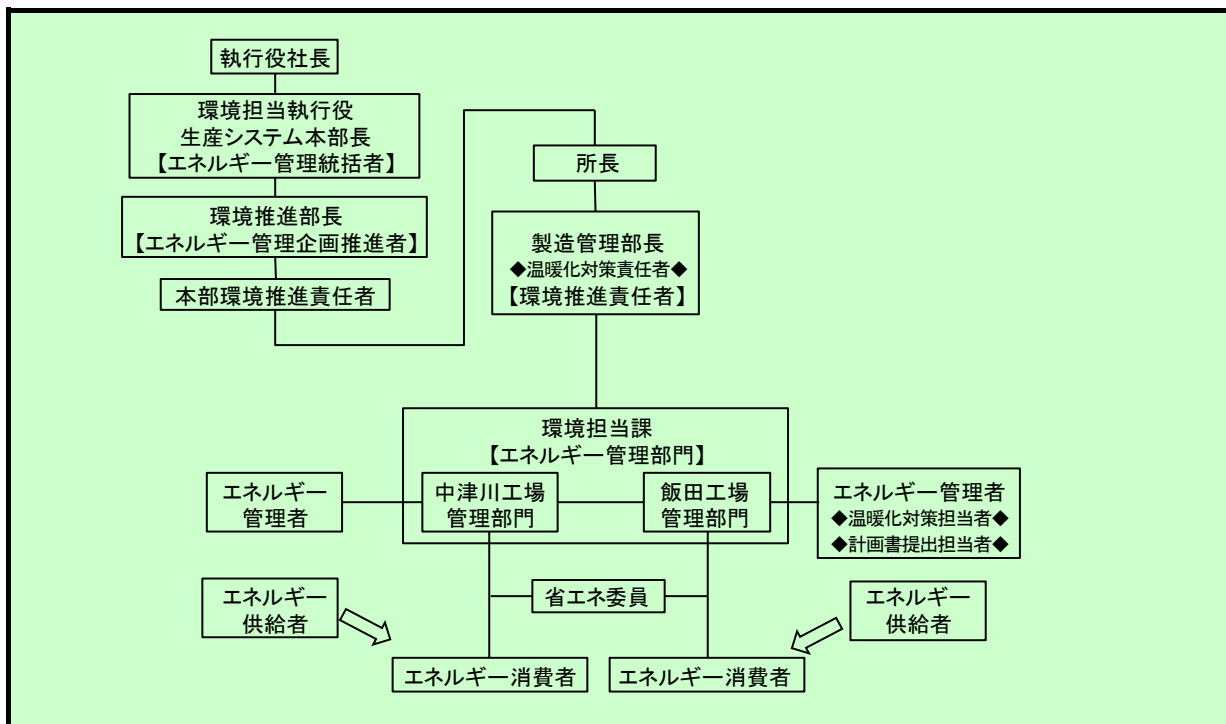 執行役社長
環境担当執行役
生産システム本部長
【エネルギー管理統括者】
環境推進部長
【エネルギー管理企画推進者】
本部環境推進責任者
所長
製造管理部長
◆温暖化対策責任者◆
【環境推進責任者】
環境担当課
【エネルギー管理部門】
エネルギー
管理者
中津川工場
管理部門
飯田工場
管理部門
エネルギー管理者
◆温暖化対策担当者◆
◆計画書提出担当者◆
省エネ委員
エネルギー
供給者
エネルギー
供給者
エネルギー消費者
エネルギー消費者